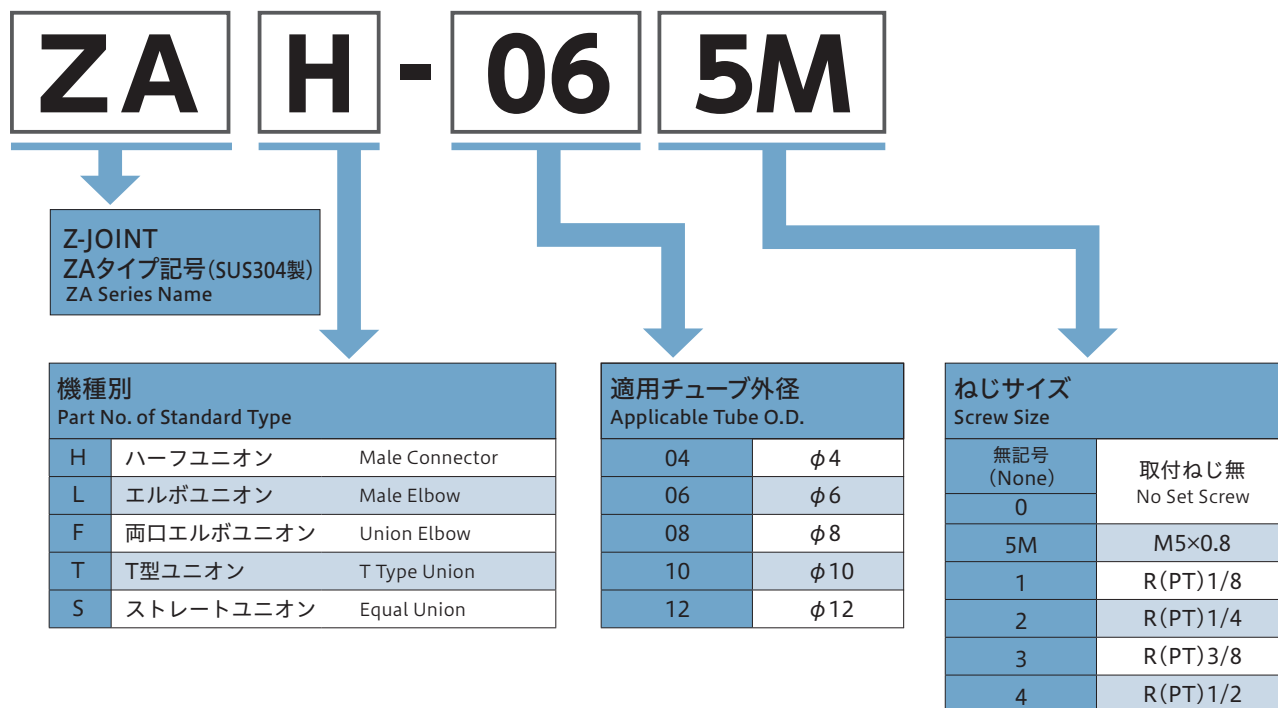 ZA H - 06 5M
Z-JOINT
ZAタイプ記号(SUS304製)
ZA Series Name
機種別
Part No. of Standard Type
H ハーフユニオン Male Connector
L エルボユニオン Male Elbow
F 両口エルボユニオン Union Elbow
T T型ユニオン T Type Union
S ストレートユニオン Equal Union
適用チューブ外径
Applicable Tube O.D.
04 φ4
06 φ6
08 φ8
10 φ10
12 φ12
ねじサイズ
Screw Size
無記号
(None)
0
取付ねじ無
No Set Screw
5M M5×0.8
1 R(PT)1/8
2 R(PT)1/4
3 R(PT)3/8
4 R(PT)1/2